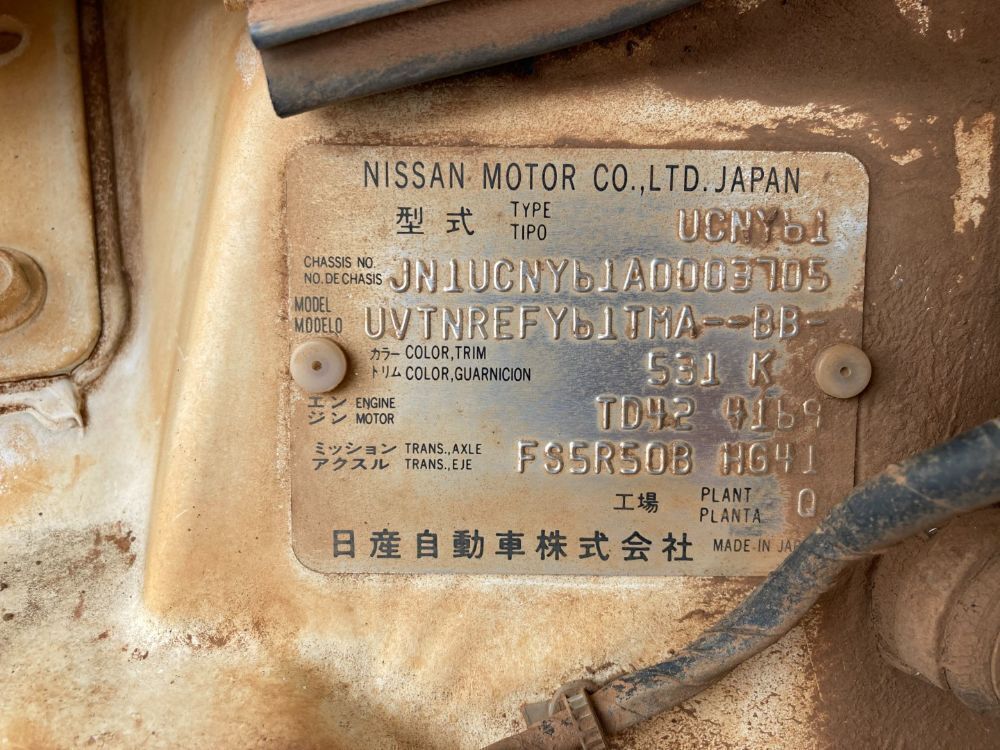 NISSAN MOTOR CO.,LTD. JAPAN
型式 TYPE TIPO UCNY61
CHASSIS NO. NO. DE CHASIS JN1UCNY61A0003705
MODEL MODELO UVTNREFY61TMA--BB-
カラー COLOR,TRIM
トリム COLOR,GUARNICION 531 K
エンジン ENGINE MOTOR TD42 4169
ミッション TRANS.,AXLE
アクスル TRANS.,EJE FS5R50B HG41
工場 PLANT PLANTA Q
日産自動車株式会社 MADE IN